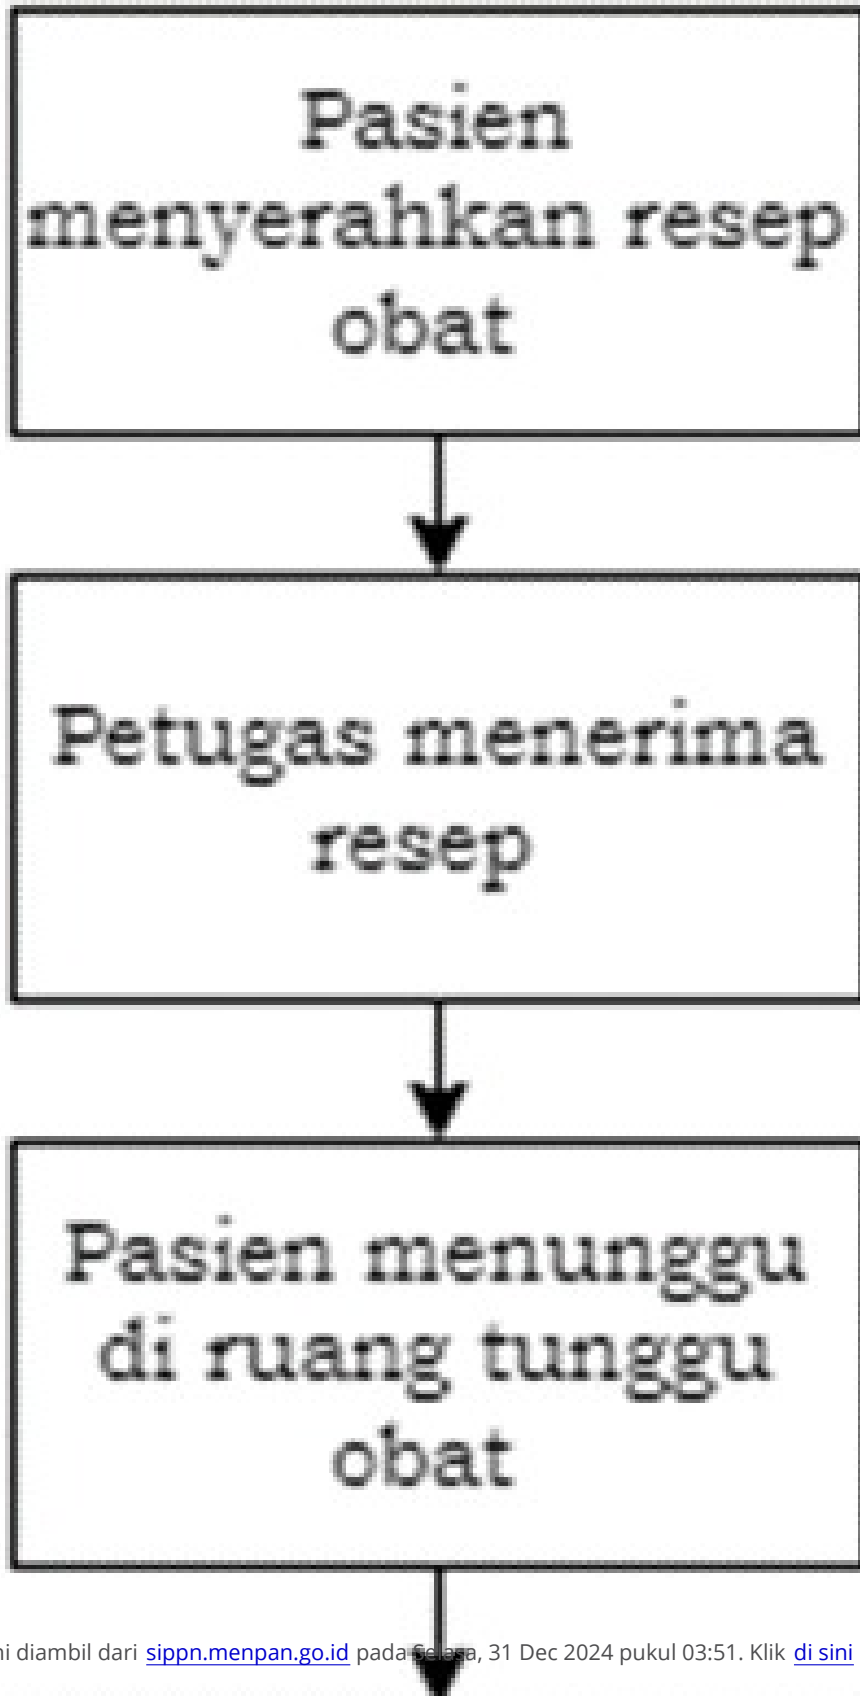 Pasien
menyerahkan resep
obat
Petugas menerima
resep
Pasien menunggu
di ruang tunggu
obat
diambil dari sippn.menpan.go.id pada Selasa, 31 Dec 2024 pukul 03:51. Klik di sini